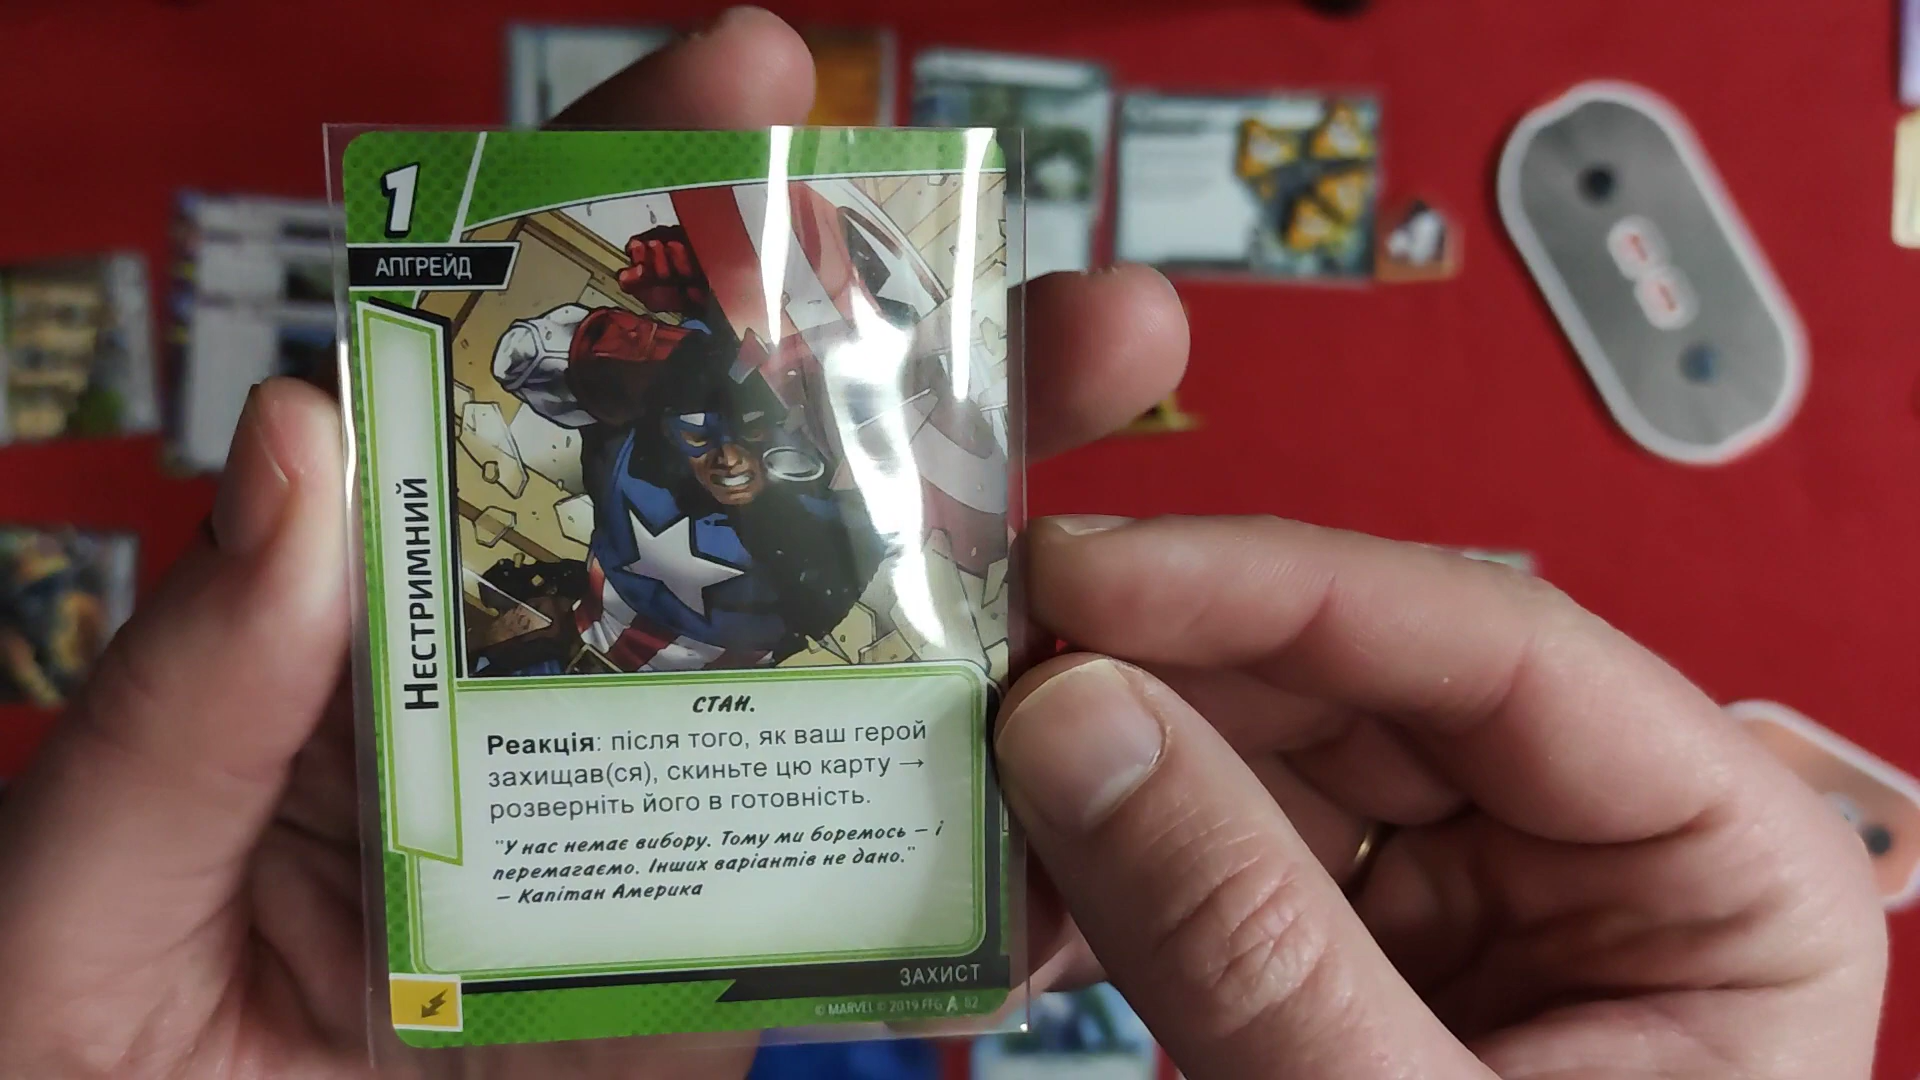 1
АПГРЕЙД
НЕСТРИМНИЙ
СТАН.
Реакція: після того, як ваш герой
захищав(ся), скиньте цю карту →
розверніть його в готовність.
"У нас немає вибору. Тому ми боремось – і
перемагаємо. Інших варіантів не дано."
– Капітан Америка
ЗАХИСТ
© MARVEL © 2019 FFG A 82